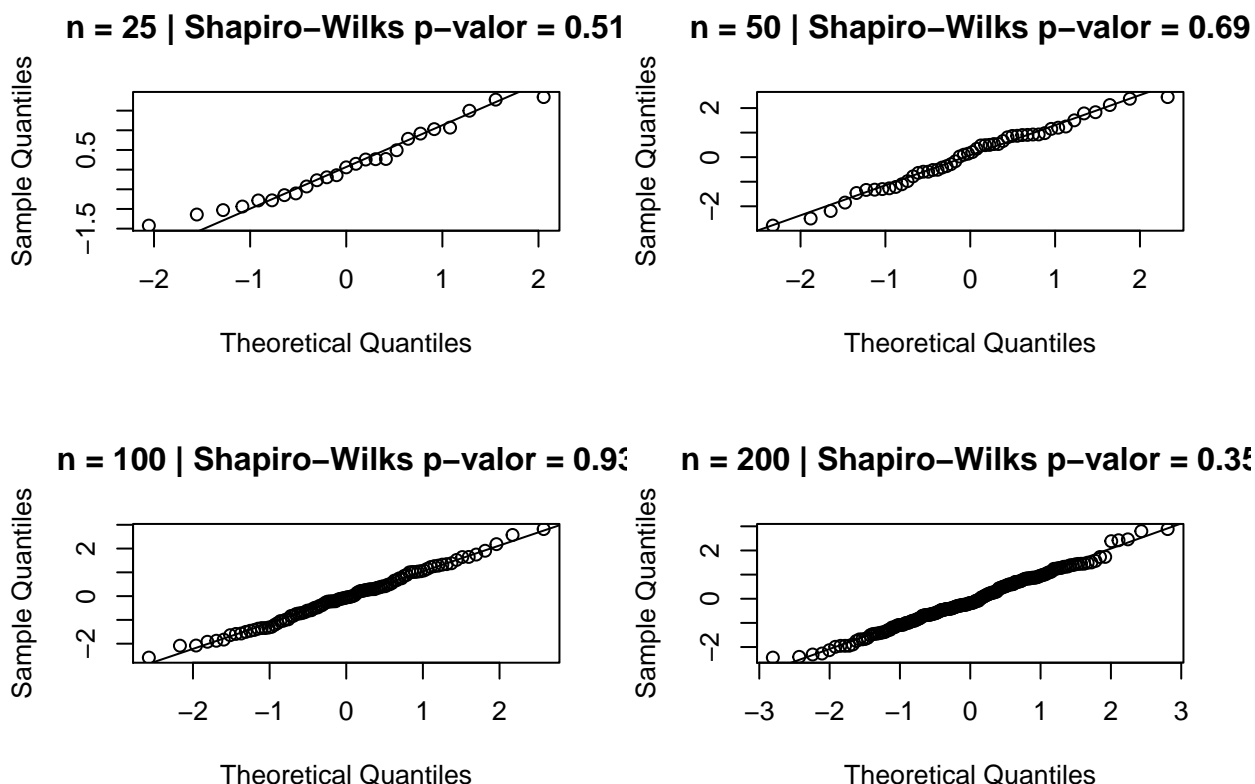 n = 25 | Shapiro−Wilks p−valor = 0.51
Sample Quantiles
0.5
−1.5
−2 −1 0 1 2
Theoretical Quantiles
n = 50 | Shapiro−Wilks p−valor = 0.69
Sample Quantiles
2
0
−2
−2 −1 0 1 2
Theoretical Quantiles
n = 100 | Shapiro−Wilks p−valor = 0.93
Sample Quantiles
2
0
−2
−2 −1 0 1 2
Theoretical Quantiles
n = 200 | Shapiro−Wilks p−valor = 0.35
Sample Quantiles
2
0
−2
−3 −2 −1 0 1 2 3
Theoretical Quantiles